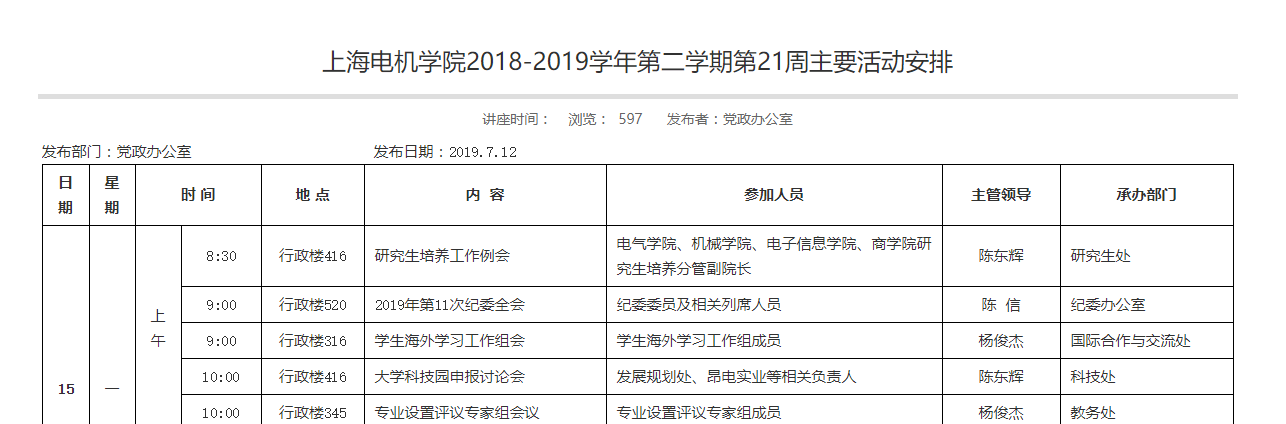 上海电机学院2018-2019学年第二学期第21周主要活动安排
讲座时间： 浏览： 597 发布者：党政办公室
发布部门：党政办公室 发布日期：2019.7.12
日期 星期 时 间 地 点 内 容 参加人员 主管领导 承办部门
15 一 上午
8:30 行政楼416 研究生培养工作例会 电气学院、机械学院、电子信息学院、商学院研
究生培养分管副院长 陈东辉 研究生处
9:00 行政楼520 2019年第11次纪委全会 纪委委员及相关列席人员 陈 信 纪委办公室
9:00 行政楼316 学生海外学习工作组会 学生海外学习工作组成员 杨俊杰 国际合作与交流处
10:00 行政楼416 大学科技园申报讨论会 发展规划处、昂电实业等相关负责人 陈东辉 科技处
10:00 行政楼345 专业设置评议专家组会议 专业设置评议专家组成员 杨俊杰 教务处